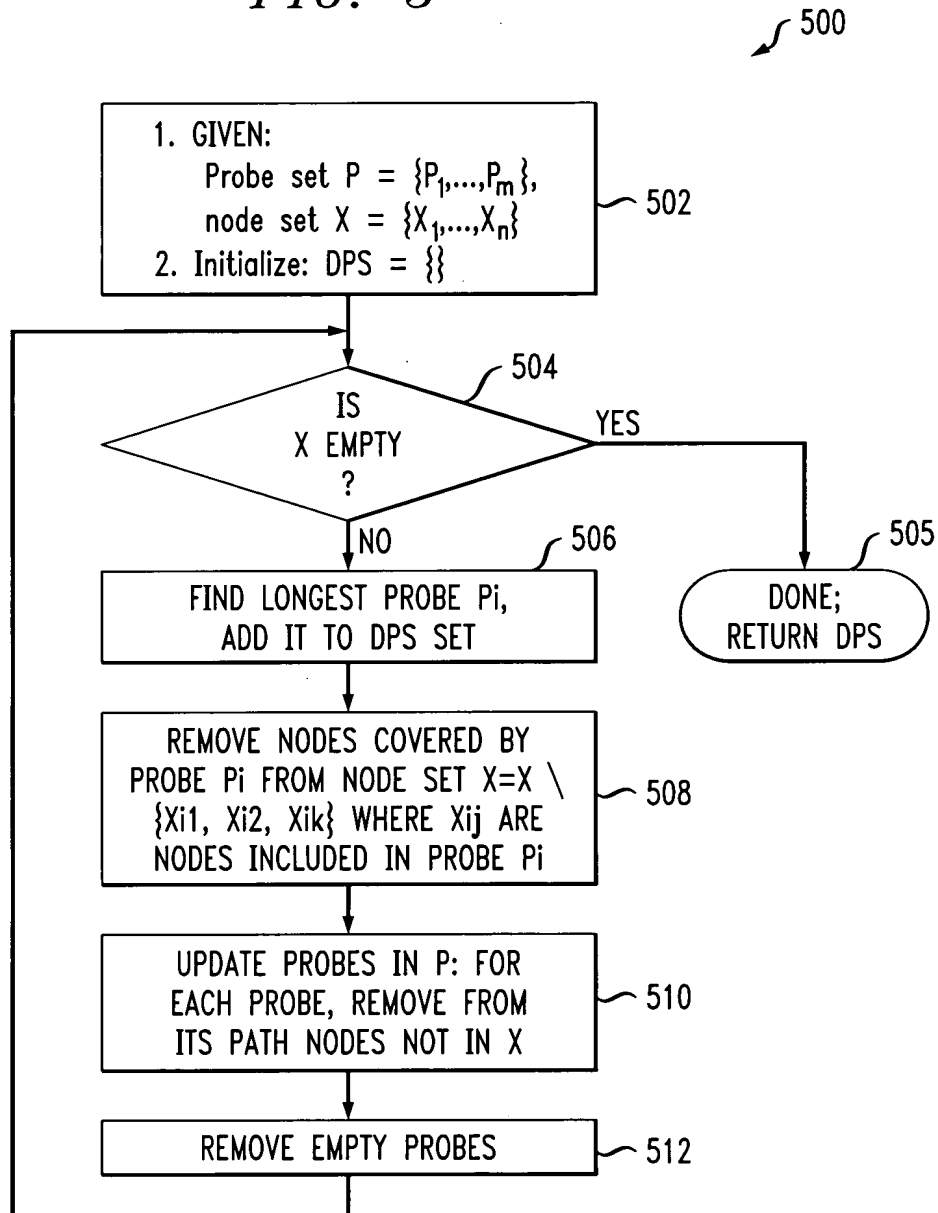 500
1. GIVEN:
Probe set P = {P1,...,Pm},
node set X = {X1,...,Xn}
2. Initialize: DPS = {}
502
504
IS
X EMPTY
?
YES
NO
506
505
FIND LONGEST PROBE Pi,
ADD IT TO DPS SET
DONE;
RETURN DPS
REMOVE NODES COVERED BY
PROBE Pi FROM NODE SET X=X \
{Xi1, Xi2, Xik} WHERE Xij ARE
NODES INCLUDED IN PROBE Pi
508
UPDATE PROBES IN P: FOR
EACH PROBE, REMOVE FROM
ITS PATH NODES NOT IN X
510
REMOVE EMPTY PROBES
512